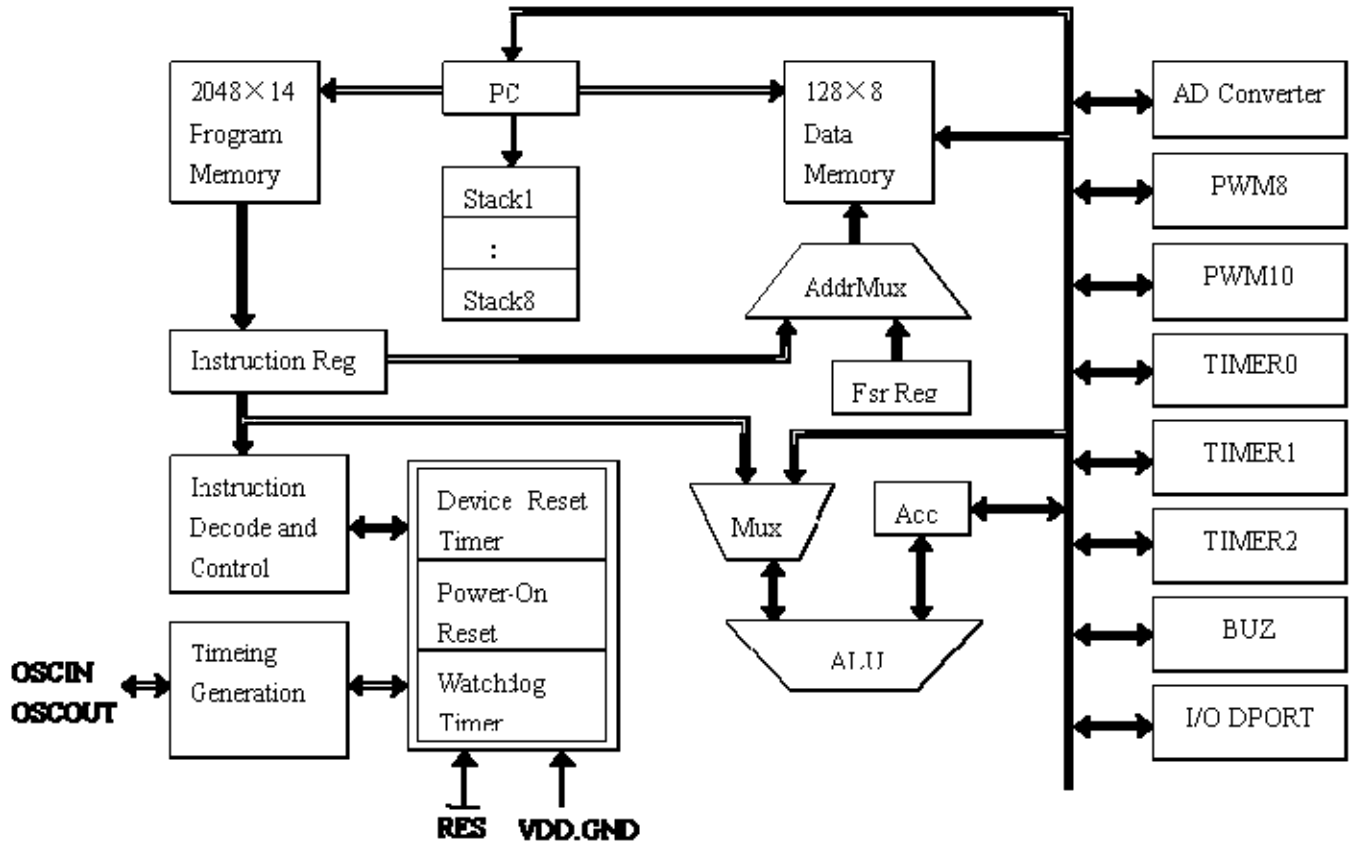 2048×14
Frogram
Memory
PC
Stack1
:
Stack8
128×8
Data
Memory
AddrMux
Fsr Reg
Instruction Reg
Instruction
Decode and
Control
Device Reset
Timer
Power-On
Reset
Watchdog
Timer
Timeing
Generation
OSCIN
OSCOUT
RES
VDD.GND
Mux
Acc
ALU
AD Converter
PWM8
PWM10
TIMER0
TIMER1
TIMER2
BUZ
I/O DPORT